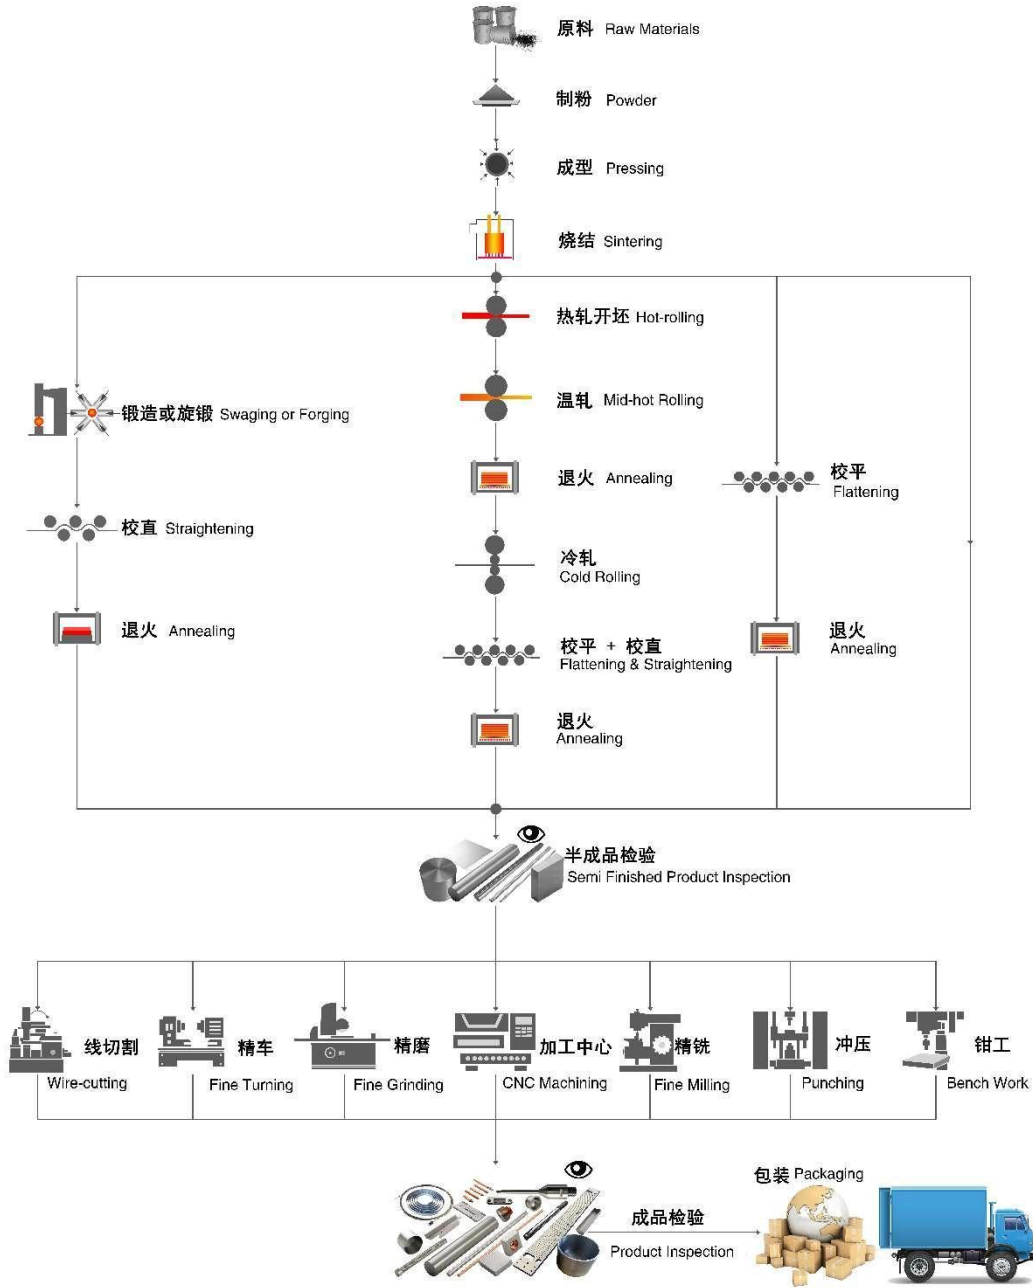 原料 Raw Materials
制粉 Powder
成型 Pressing
烧结 Sintering
热轧开坯 Hot-rolling
温轧 Mid-hot Rolling
锻造或旋锻 Swaging or Forging
退火 Annealing
校平
Flattening
校直 Straightening
冷轧
Cold Rolling
退火 Annealing
校平 + 校直
Flattening & Straightening
退火
Annealing
退火
Annealing
半成品检验
Semi Finished Product Inspection
线切割
Wire-cutting
精车
Fine Turning
精磨
Fine Grinding
加工中心
CNC Machining
精铣
Fine Milling
冲压
Punching
钳工
Bench Work
成品检验
Product Inspection
包装 Packaging